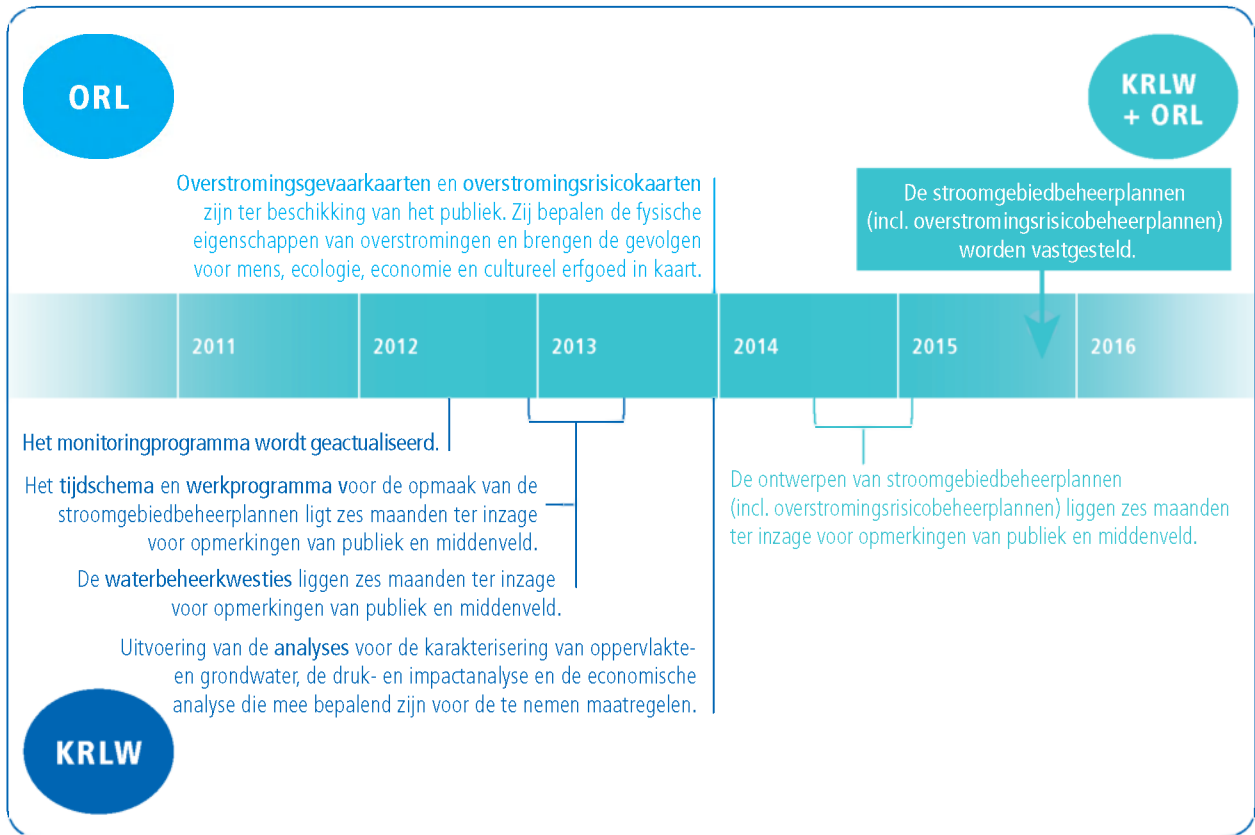 ORL
KRLW
+ ORL
Overstromingsgevaarkaarten en overstromingsrisicokaarten
zijn ter beschikking van het publiek. Zij bepalen de fysische
eigenschappen van overstromingen en brengen de gevolgen
voor mens, ecologie, economie en cultureel erfgoed in kaart.
De stroomgebiedbeheerplannen
(incl. overstromingsrisicobeheerplannen)
worden vastgesteld.
2011
2012
2013
2014
2015
2016
Het monitoringprogramma wordt geactualiseerd.
Het tijdschema en werkprogramma voor de opmaak van de
stroomgebiedbeheerplannen ligt zes maanden ter inzage
voor opmerkingen van publiek en middenveld.
De waterbeheerkwesties liggen zes maanden ter inzage
voor opmerkingen van publiek en middenveld.
Uitvoering van de analyses voor de karakterisering van oppervlakte-
en grondwater, de druk- en impactanalyse en de economische
analyse die mee bepalend zijn voor de te nemen maatregelen.
De ontwerpen van stroomgebiedbeheerplannen
(incl. overstromingsrisicobeheerplannen) liggen zes maanden
ter inzage voor opmerkingen van publiek en middenveld.
KRLW